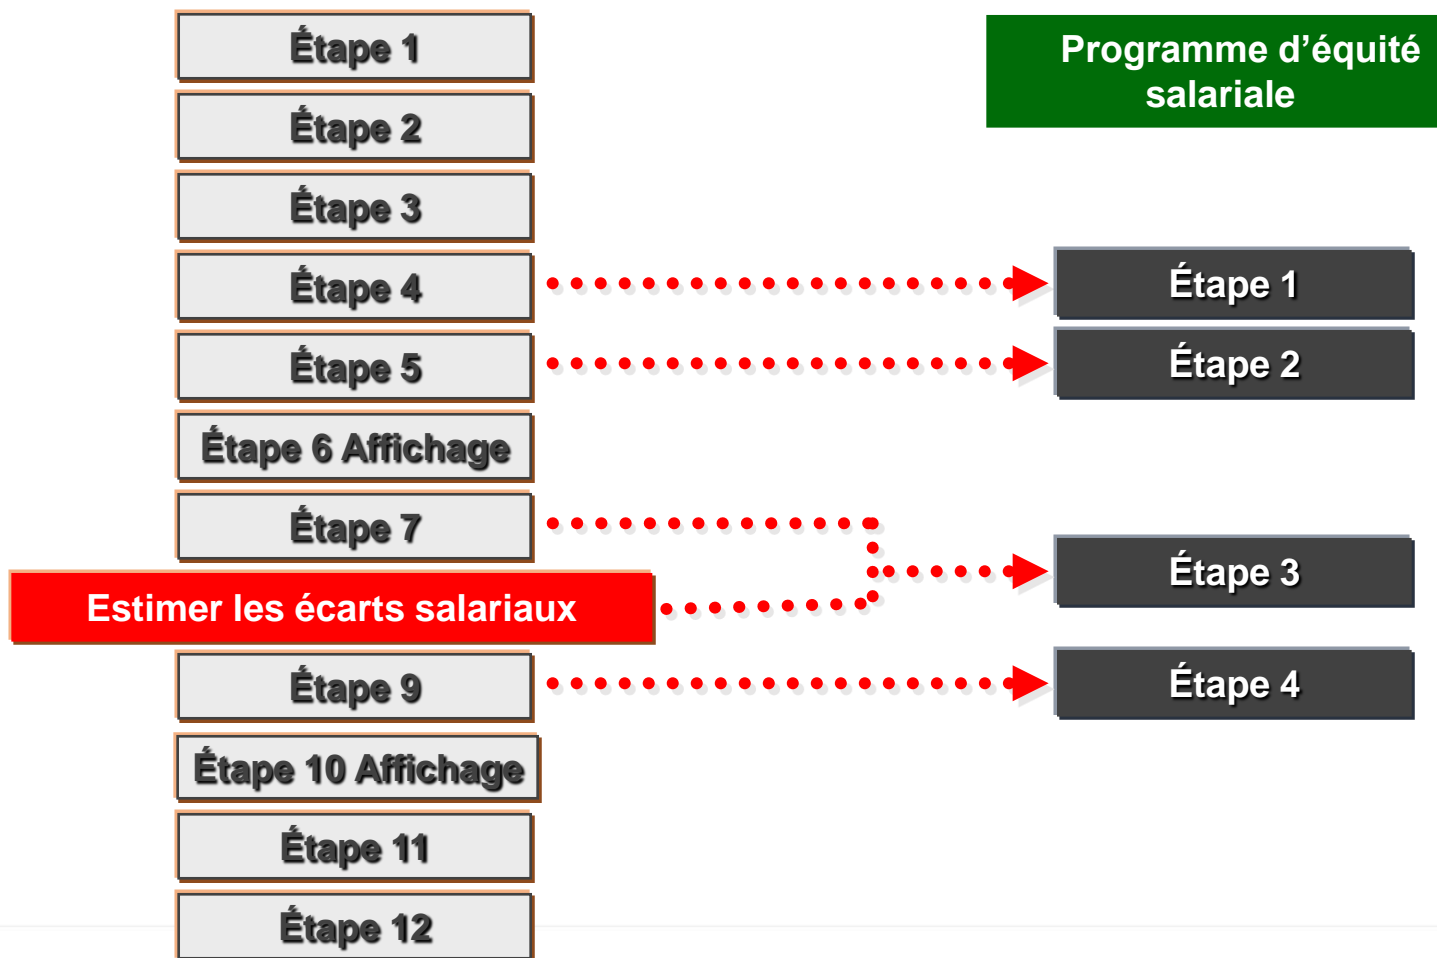 Étape 1
Étape 2
Étape 3
Étape 4
Étape 5
Étape 6 Affichage
Étape 7
Estimer les écarts salariaux
Étape 9
Étape 10 Affichage
Étape 11
Étape 12
Programme d’équité
salariale
Étape 1
Étape 2
Étape 3
Étape 4